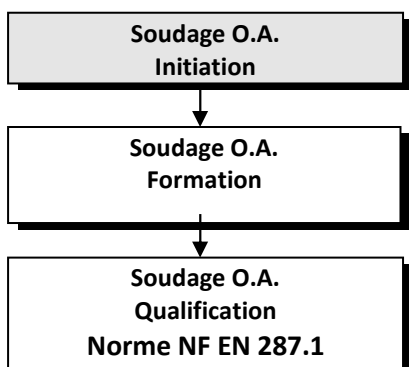 Soudage O.A.
Initiation
Soudage O.A.
Formation
Soudage O.A.
Qualification
Norme NF EN 287.1